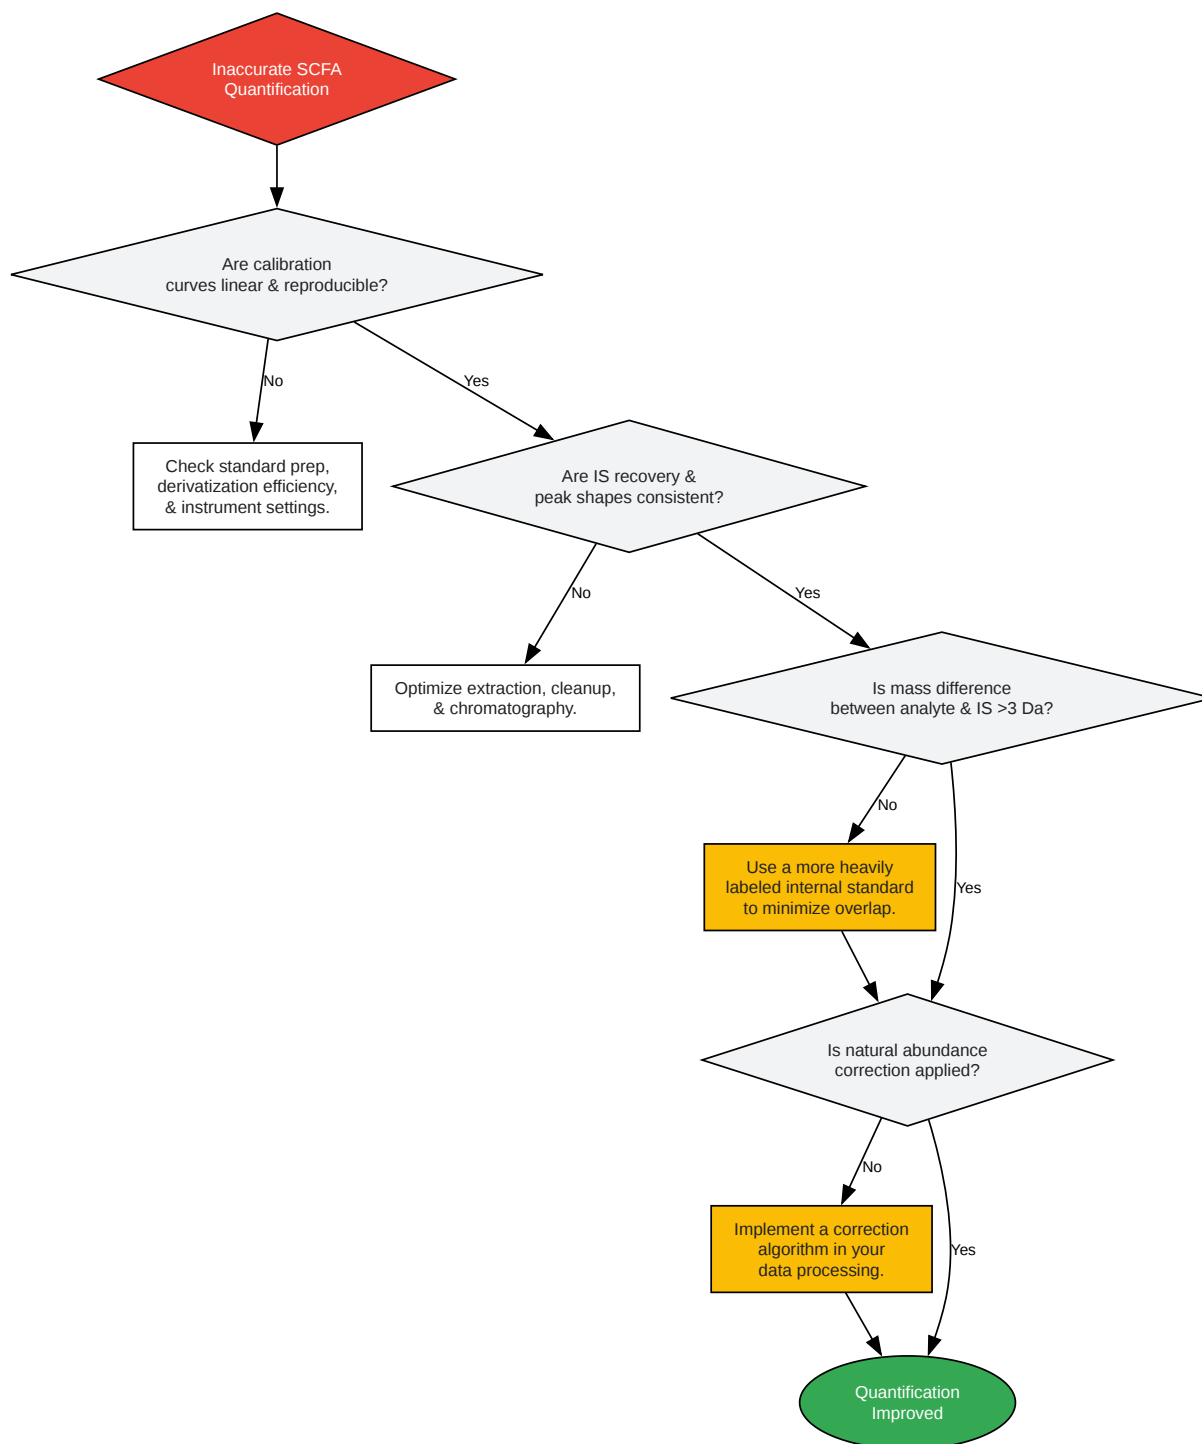 Inaccurate SCFA
Quantification
Are calibration
curves linear & reproducible?
No
Yes
Check standard prep,
derivatization efficiency,
& instrument settings.
Are IS recovery &
peak shapes consistent?
No
Yes
Optimize extraction, cleanup,
& chromatography.
Is mass difference
between analyte & IS >3 Da?
No
Use a more heavily
labeled internal standard
to minimize overlap.
Yes
Is natural abundance
correction applied?
No
Implement a correction
algorithm in your
data processing.
Yes
Quantification
Improved